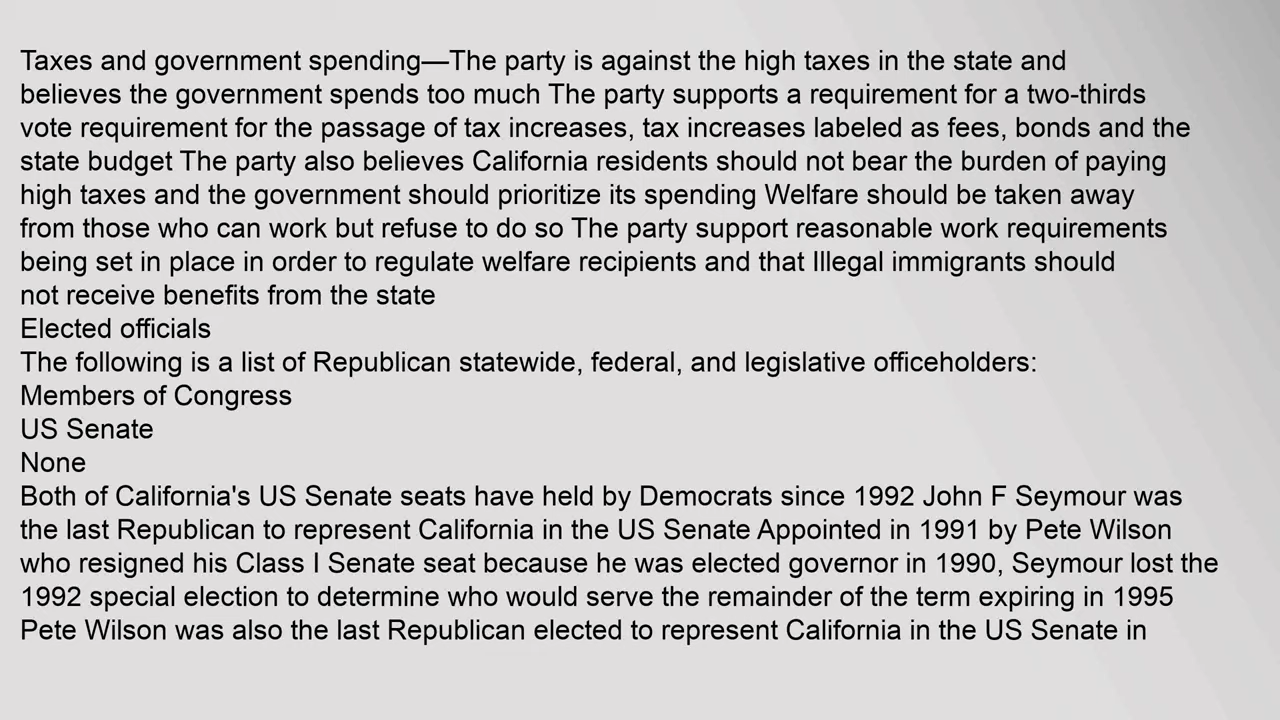 Taxes and government spending—The party is against the high taxes in the state and
believes the government spends too much The party supports a requirement for a two-thirds
vote requirement for the passage of tax increases, tax increases labeled as fees, bonds and the
state budget The party also believes California residents should not bear the burden of paying
high taxes and the government should prioritize its spending Welfare should be taken away
from those who can work but refuse to do so The party support reasonable work requirements
being set in place in order to regulate welfare recipients and that Illegal immigrants should
not receive benefits from the state
Elected officials
The following is a list of Republican statewide, federal, and legislative officeholders:
Members of Congress
US Senate
None
Both of California's US Senate seats have held by Democrats since 1992 John F Seymour was
the last Republican to represent California in the US Senate Appointed in 1991 by Pete Wilson
who resigned his Class I Senate seat because he was elected governor in 1990, Seymour lost the
1992 special election to determine who would serve the remainder of the term expiring in 1995
Pete Wilson was also the last Republican elected to represent California in the US Senate in